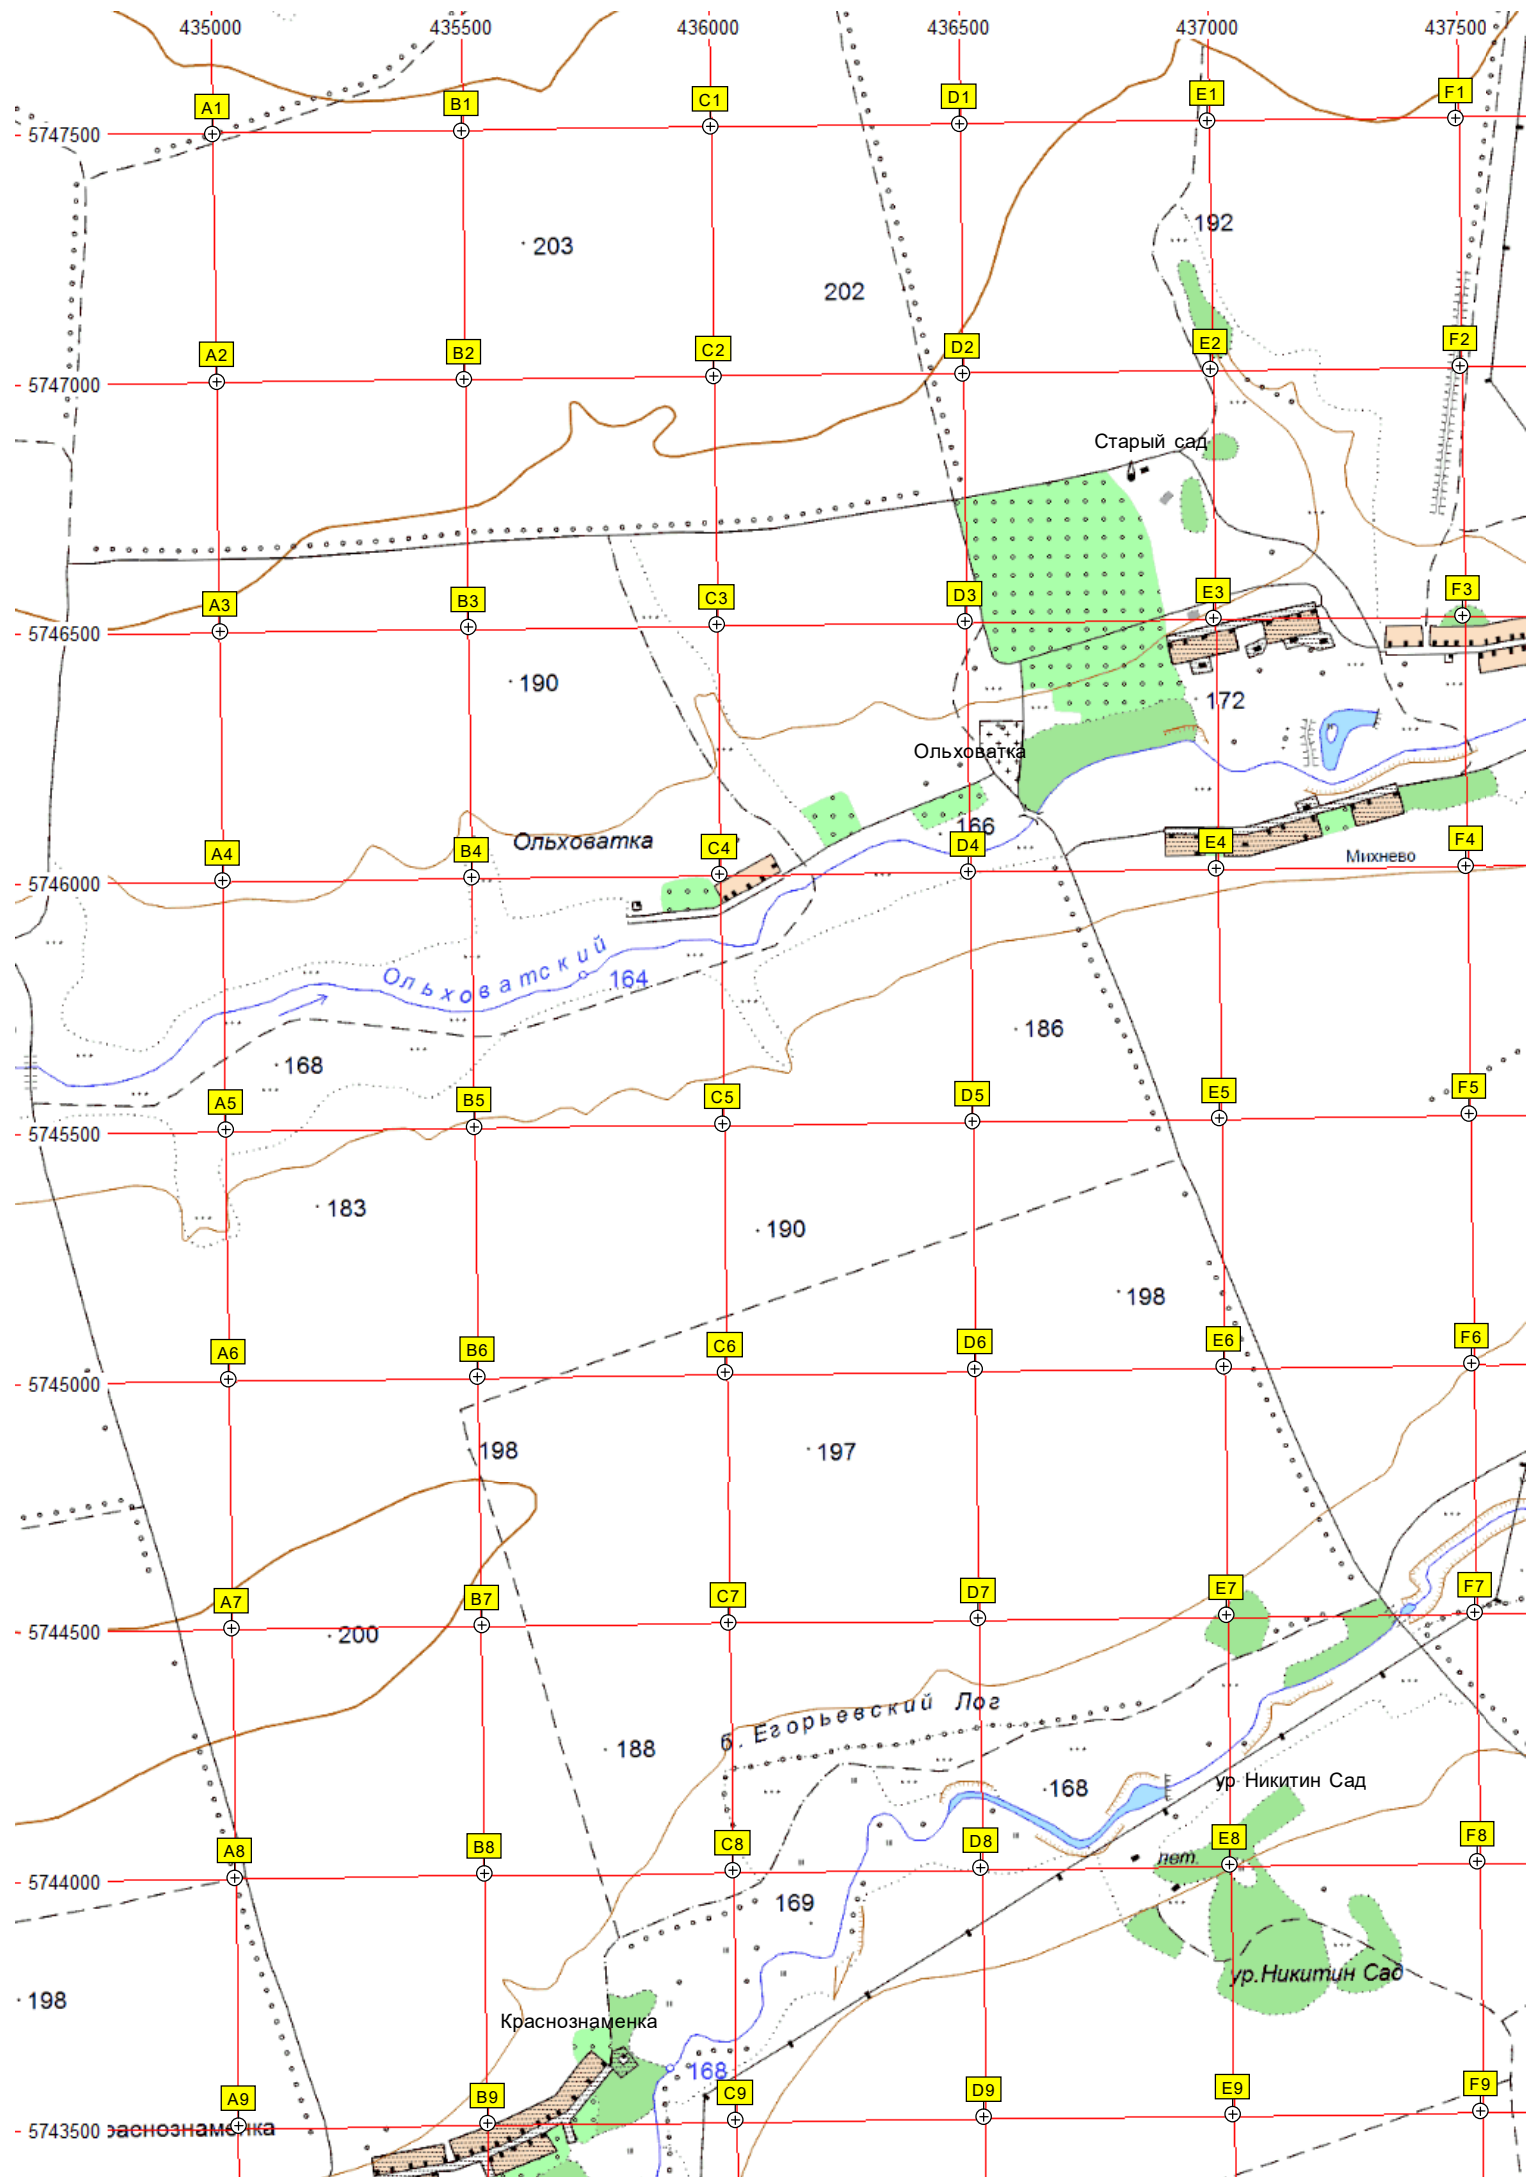 435000 435500 436000 436500 437000 437500
A1 B1 C1 D1 E1 F1
5747500
192
203
202
A2 B2 C2 D2 E2 F2
5747000
Старый сад
A3 B3 C3 D3 E3 F3
5746500
190
172
Ольховатка
166
Ольховатка
A4 B4 C4 D4 E4 F4
Михнево
5746000
Ольховатский
164
186
168
A5 B5 C5 D5 E5 F5
5745500
183
190
198
A6 B6 C6 D6 E6 F6
5745000
198
197
A7 B7 C7 D7 E7 F7
5744500
200
б. Егорьевский Лог
188
168
ур Никитин Сад
A8 B8 C8 D8 E8 F8
лет.
5744000
169
ур.Никитин Сад
198
Краснознаменка
168
A9 B9 C9 D9 E9 F9
5743500
раснознаменка